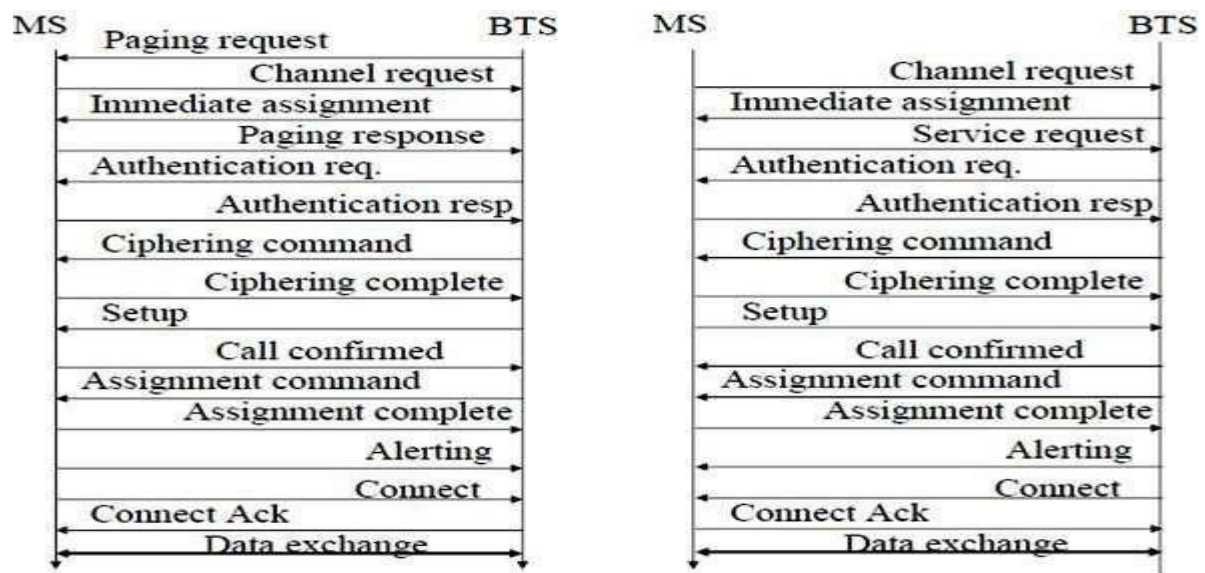 MS BTS
Paging request
Channel request
Immediate assignment
Paging response
Authentication req.
Authentication resp
Ciphering command
Ciphering complete
Setup
Call confirmed
Assignment command
Assignment complete
Alerting
Connect
Connect Ack
Data exchange
MS BTS
Channel request
Immediate assignment
Service request
Authentication req.
Authentication resp
Ciphering command
Ciphering complete
Setup
Call confirmed
Assignment command
Assignment complete
Alerting
Connect
Connect Ack
Data exchange